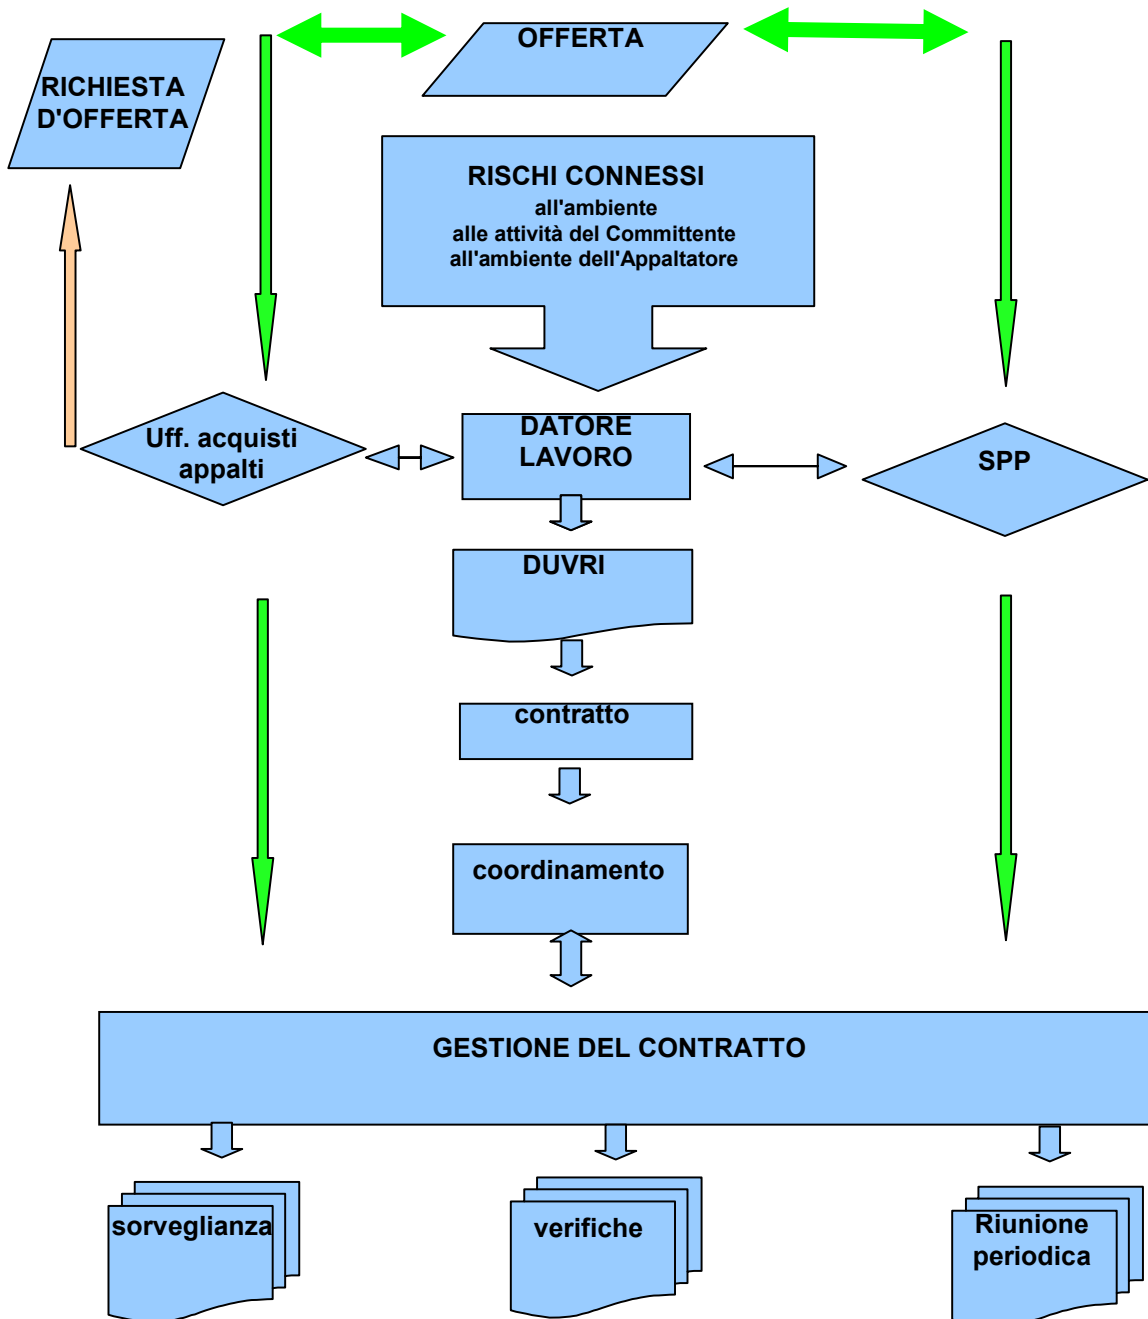 OFFERTA
RICHIESTA
D'OFFERTA
RISCHI CONNESSI
all'ambiente
alle attività del Committente
all'ambiente dell'Appaltatore
Uff. acquisti
appalti
DATORE
LAVORO
SPP
DUVRI
contratto
coordinamento
GESTIONE DEL CONTRATTO
sorveglianza
verifiche
Riunione
periodica